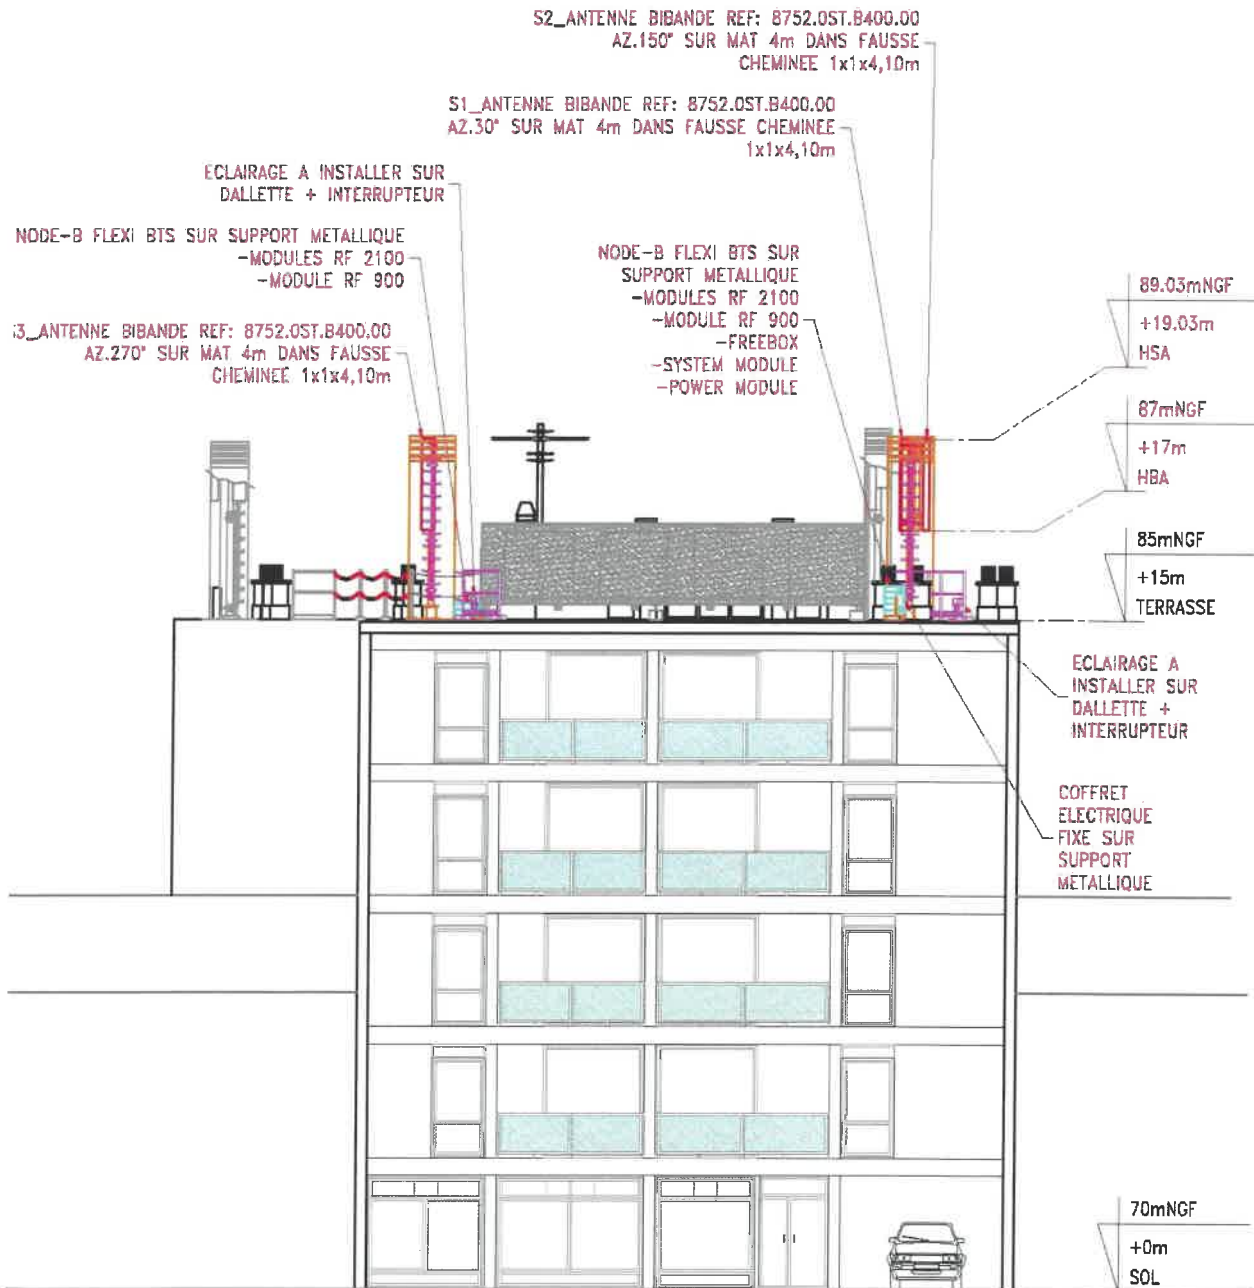 S2_ANTENNE BIBANDE REF: 8752.0ST.B400.00
AZ.150° SUR MAT 4m DANS FAUSSE
CHEMINEE 1x1x4,10m
S1_ANTENNE BIBANDE REF: 8752.0ST.B400.00
AZ.30° SUR MAT 4m DANS FAUSSE CHEMINEE
1x1x4,10m
ECLAIRAGE A INSTALLER SUR
DALLETTE + INTERRUPTEUR
NODE-B FLEXI BTS SUR SUPPORT METALLIQUE
-MODULES RF 2100
-MODULE RF 900
3_ANTENNE BIBANDE REF: 8752.0ST.B400.00
AZ.270° SUR MAT 4m DANS FAUSSE
CHEMINEE 1x1x4,10m
NODE-B FLEXI BTS SUR
SUPPORT METALLIQUE
-MODULES RF 2100
-MODULE RF 900
-FREEBOX
-SYSTEM MODULE
-POWER MODULE
89.03mNGF
+19.03m
HSA
87mNGF
+17m
HBA
85mNGF
+15m
TERRASSE
ECLAIRAGE A
INSTALLER SUR
DALLETTE +
INTERRUPTEUR
COFFRET
ELECTRIQUE
FIXE SUR
SUPPORT
METALLIQUE
70mNGF
+0m
SOL